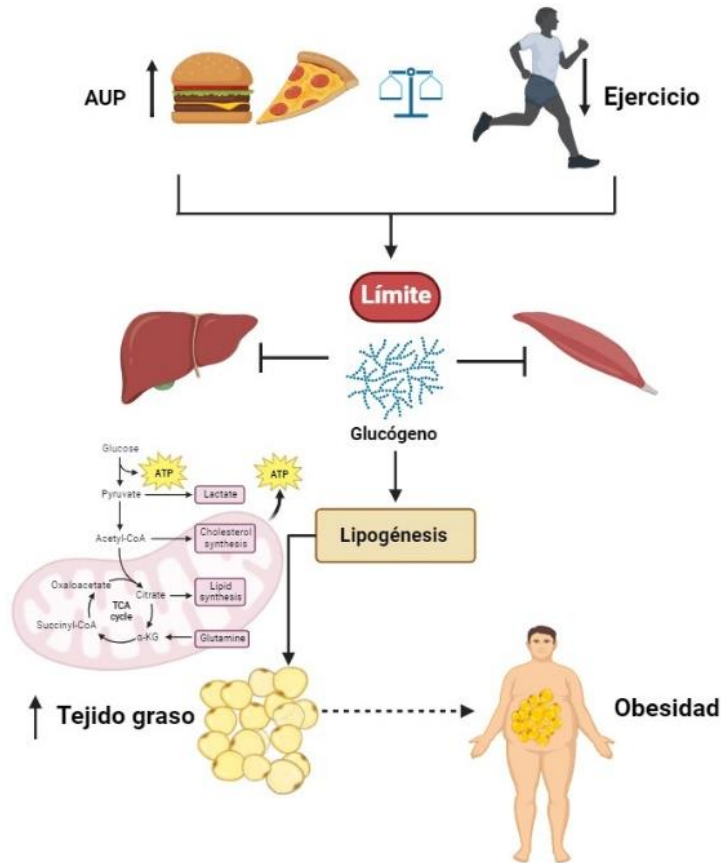 AUP
Ejercicio
Límite
Glucógeno
Glucose
ATP
ATP
Pyruvate
Lactate
Acetyl-CoA
Cholesterol
synthesis
Lipogénesis
Oxaloacetate
Citrate
Lipid
synthesis
TCA
cycle
Succinyl-CoA
α-KG
Glutamine
Tejido graso
Obesidad